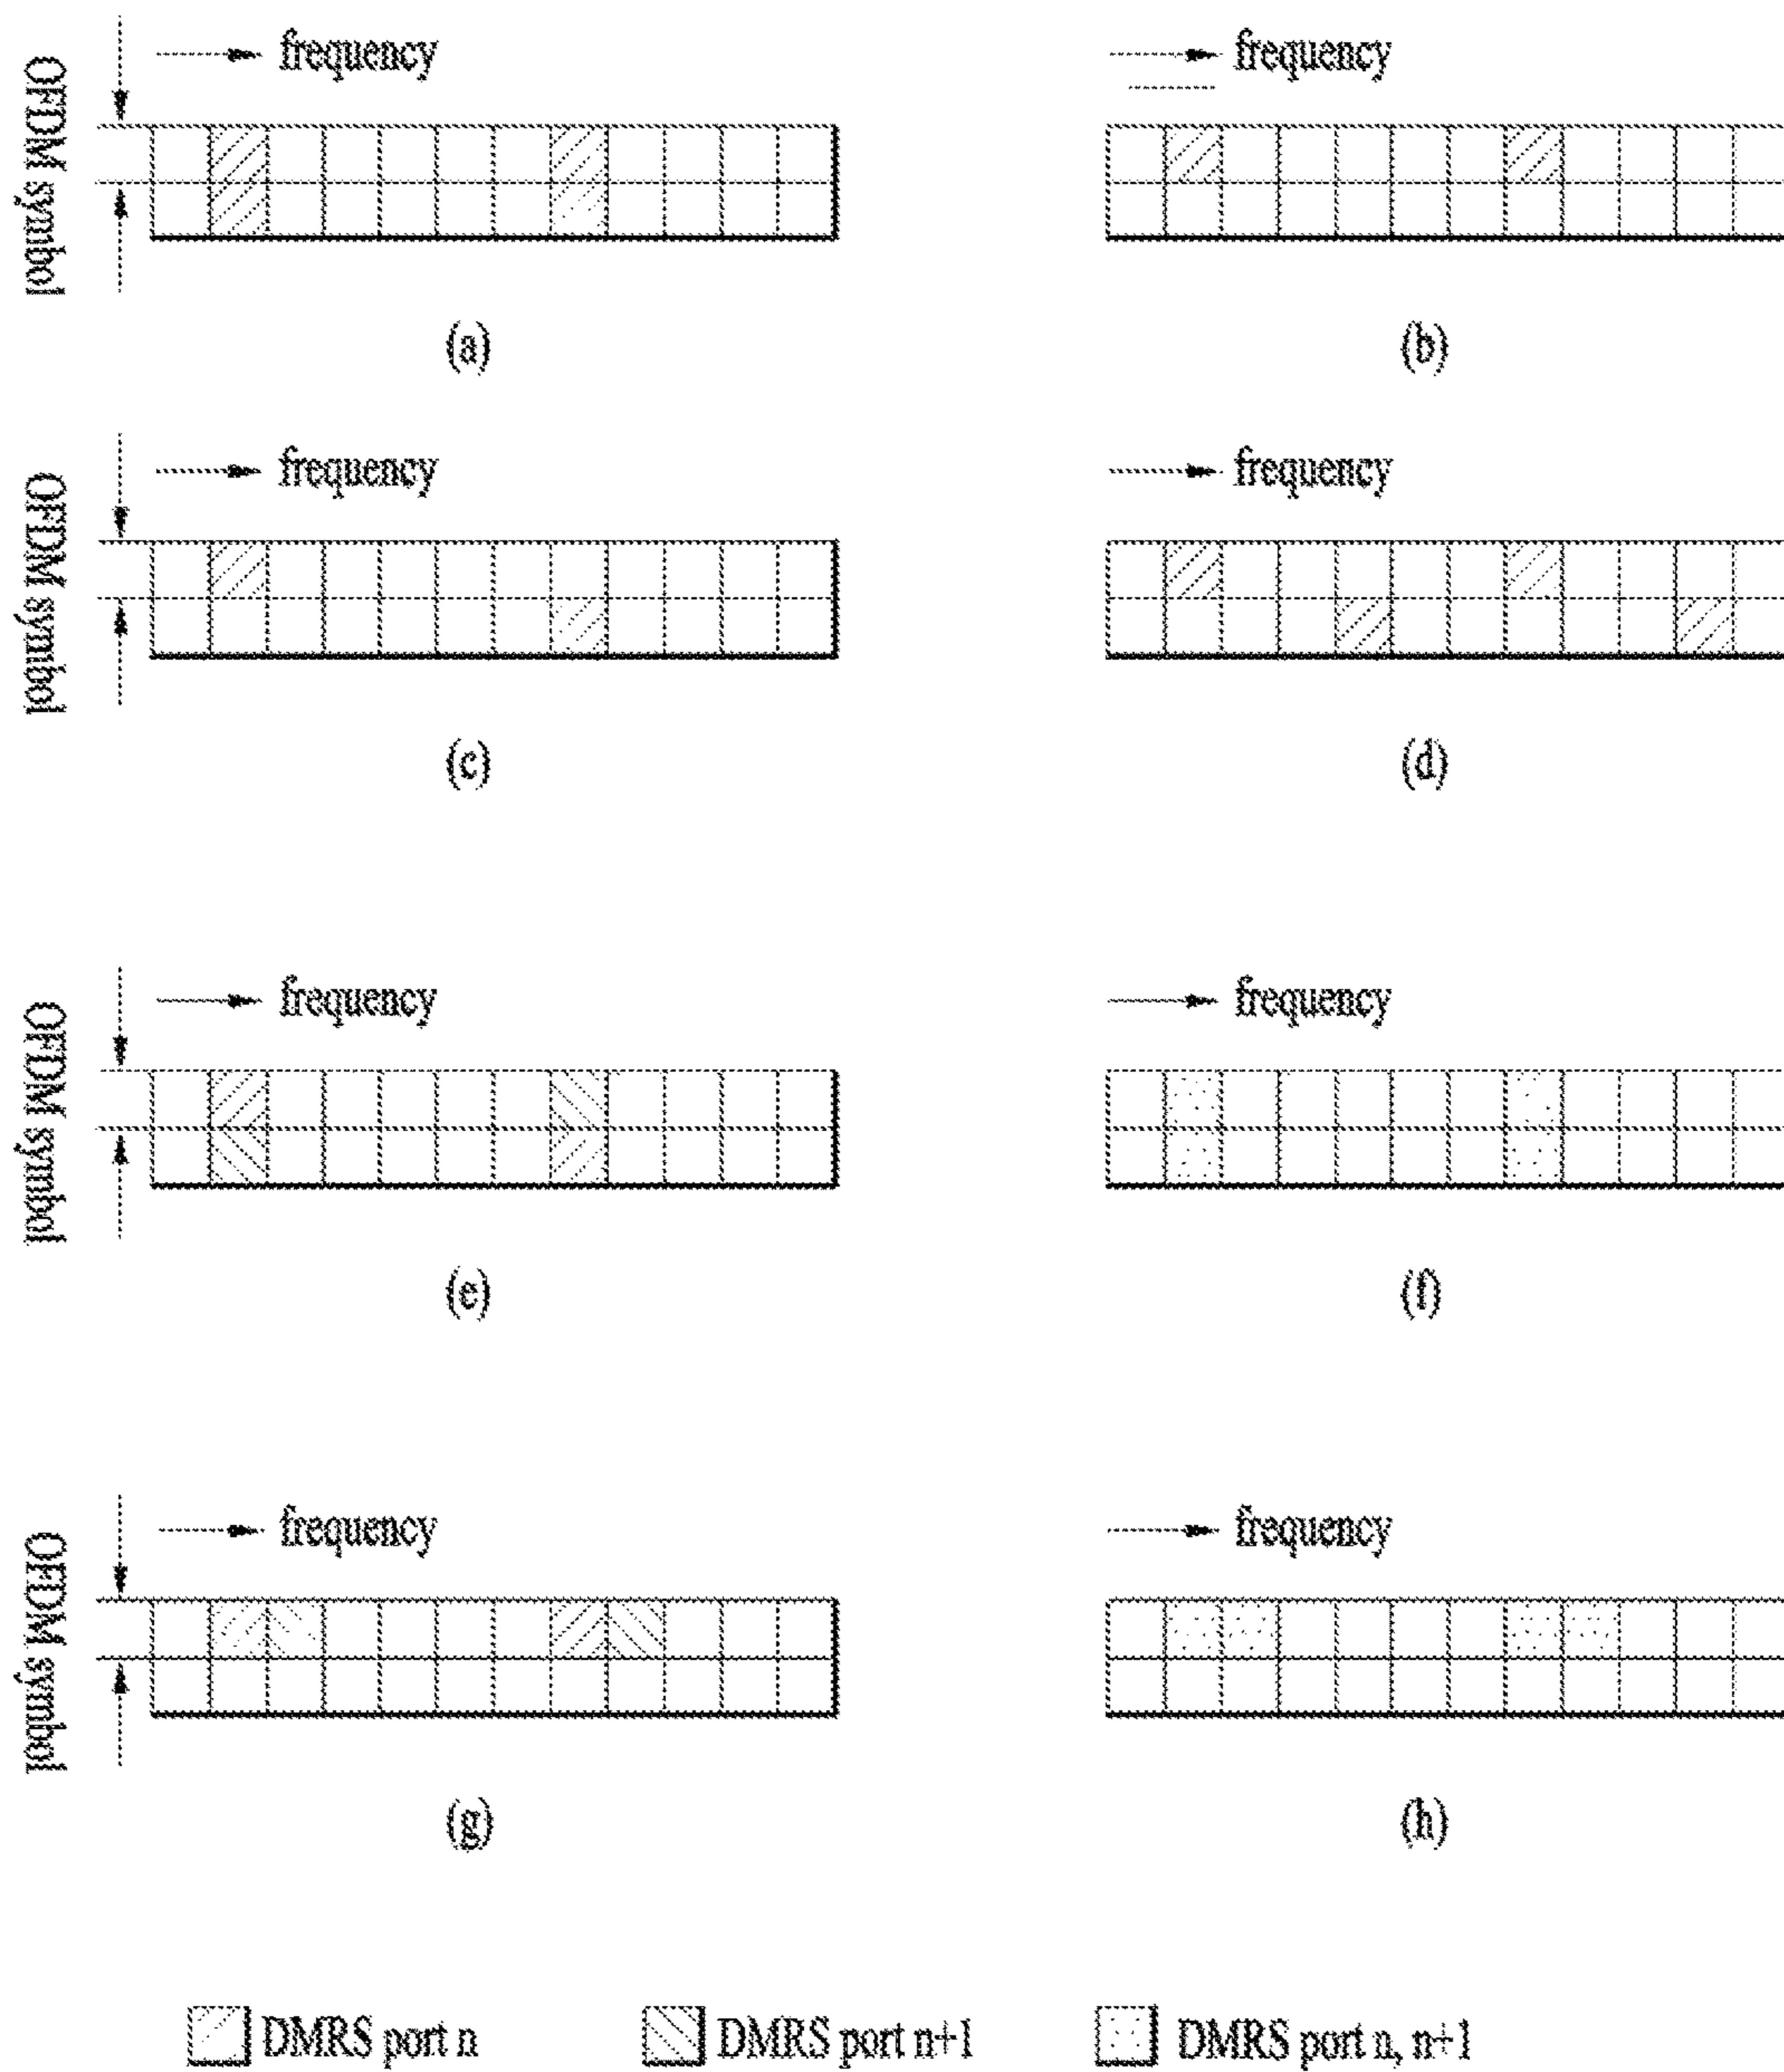 frequency
frequency
OFDM symbol
(a)
(b)
frequency
frequency
OFDM symbol
(c)
(d)
frequency
frequency
OFDM symbol
(e)
(f)
frequency
frequency
OFDM symbol
(g)
(h)
DMRS port n
DMRS port n+1
DMRS port n, n+1